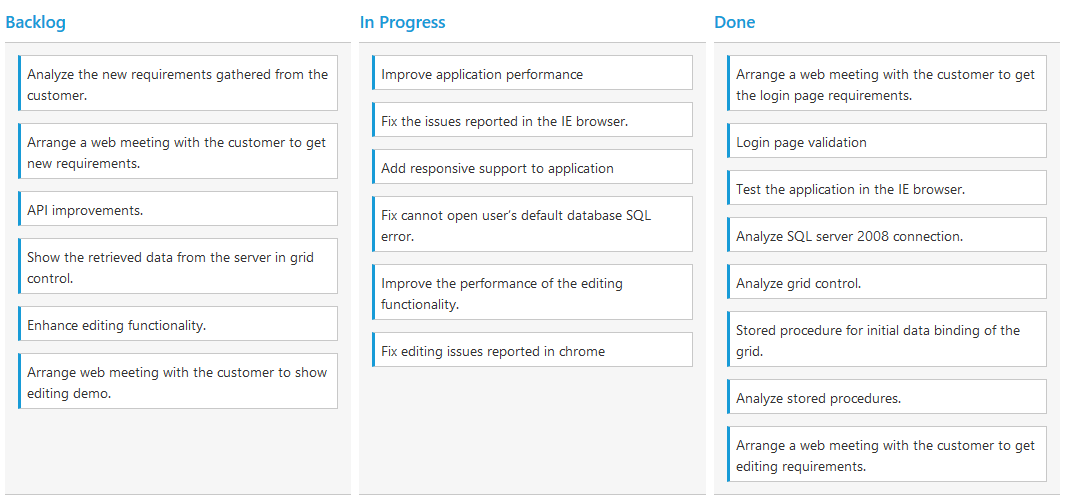 Backlog
Analyze the new requirements gathered from the
customer.
Arrange a web meeting with the customer to get
new requirements.
API improvements.
Show the retrieved data from the server in grid
control.
Enhance editing functionality.
Arrange web meeting with the customer to show
editing demo.
In Progress
Improve application performance
Fix the issues reported in the IE browser.
Add responsive support to application
Fix cannot open user's default database SQL
error.
Improve the performance of the editing
functionality.
Fix editing issues reported in chrome
Done
Arrange a web meeting with the customer to get
the login page requirements.
Login page validation
Test the application in the IE browser.
Analyze SQL server 2008 connection.
Analyze grid control.
Stored procedure for initial data binding of the
grid.
Analyze stored procedures.
Arrange a web meeting with the customer to get
editing requirements.